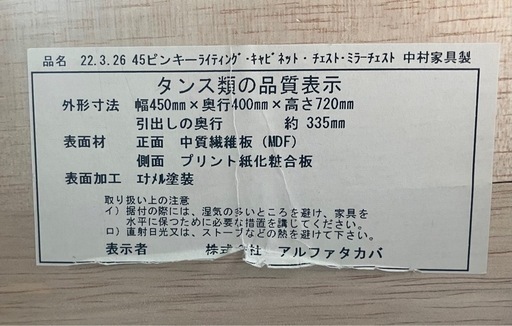 品名 22.3.26 45ピンキーライティング・キャビネット・チェスト・ミラーチェスト 中村家具製
タンス類の品質表示
外形寸法 幅450mm×奥行400mm×高さ720mm
引出しの奥行 約 335mm
表面材 正面 中質繊維板(MDF)
側面 プリント紙化粧合板
表面加工 エナメル塗装
取り扱い上の注意
イ）据付の際には、湿気の多いところを避け、家具を
水平に保つために必要な措置を講じてください。
ロ）直射日光又は、ストーブなどの熱を避けて下さい。
表示者 株式会社 アルファタカバ